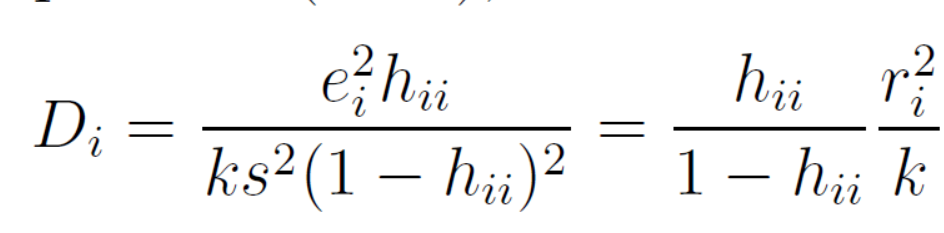 D_i = \frac{e_i^2 h_{ii}}{ks^2(1 - h_{ii})^2} = \frac{h_{ii}}{1 - h_{ii}} \frac{r_i^2}{k}